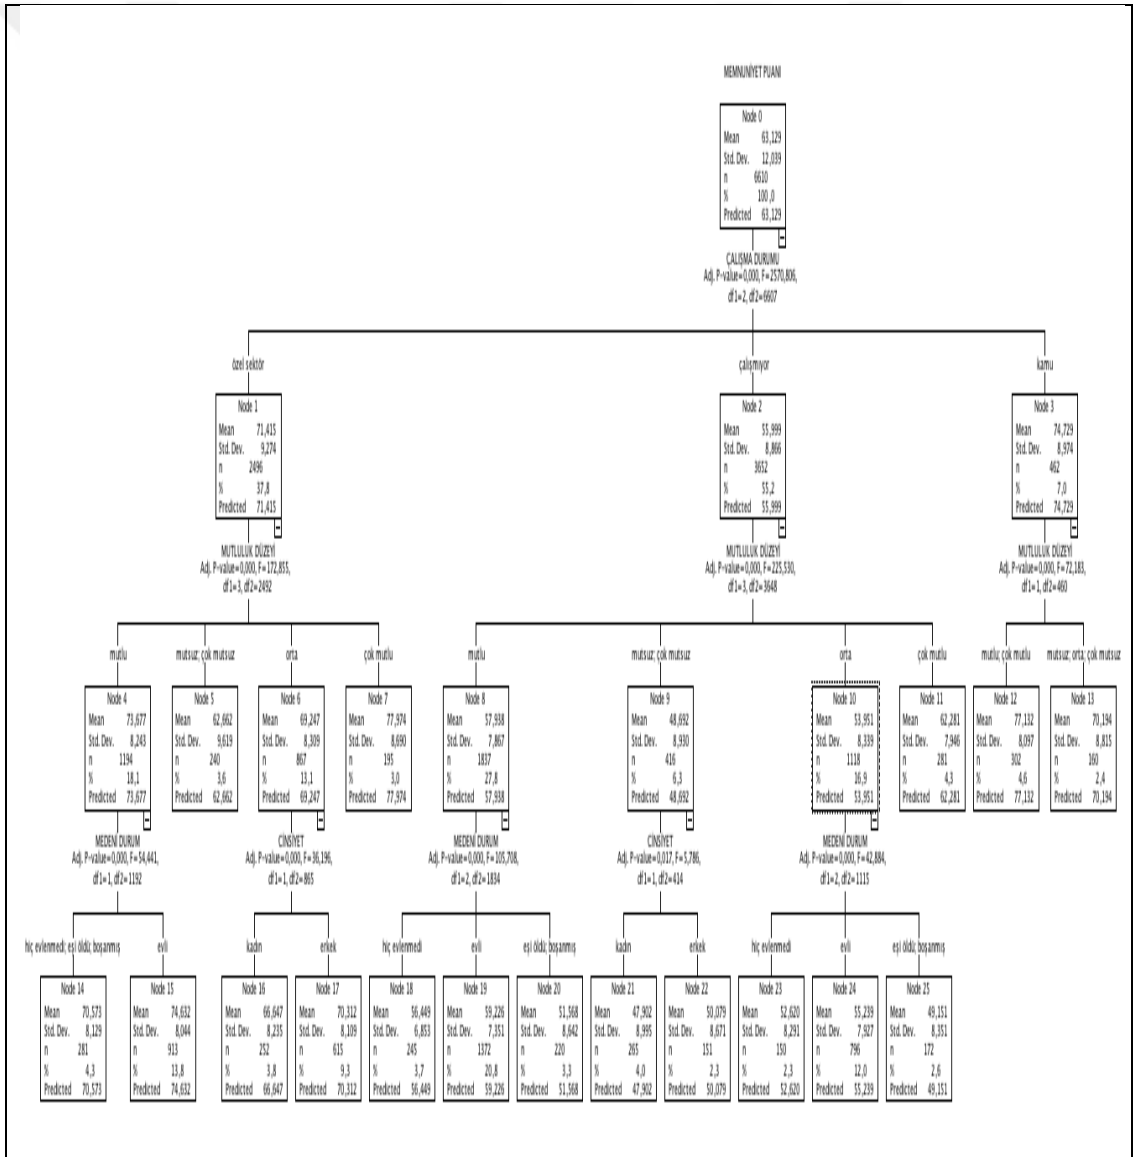 MEMNUNİYET PUANI
Node 0
Mean 63,129
Std. Dev. 12,039
n 6610
% 100,0
Predicted 63,129
ÇALIŞMA DURUMU
Adj. P-value=0,000, F=2570,806,
df1=2, df2=6607
özel sektör
Node 1
Mean 71,415
Std. Dev. 9,274
n 2496
% 37,8
Predicted 71,415
MUTLULUK DÜZEYİ
Adj. P-value=0,000, F=172,855,
df1=3, df2=2492
çalışmıyor
Node 2
Mean 55,999
Std. Dev. 8,866
n 3652
% 55,2
Predicted 55,999
MUTLULUK DÜZEYİ
Adj. P-value=0,000, F=225,530,
df1=3, df2=3648
kamu
Node 3
Mean 74,729
Std. Dev. 8,974
n 462
% 7,0
Predicted 74,729
MUTLULUK DÜZEYİ
Adj. P-value=0,000, F=72,183,
df1=1, df2=460
mutlu
Node 4
Mean 73,677
Std. Dev. 8,243
n 1194
% 18,1
Predicted 73,677
MEDENİ DURUM
Adj. P-value=0,000, F=54,441,
df1=1, df2=1192
mutsuz; çok mutsuz
Node 5
Mean 62,662
Std. Dev. 9,619
n 240
% 3,6
Predicted 62,662
orta
Node 6
Mean 69,247
Std. Dev. 8,309
n 867
% 13,1
Predicted 69,247
CİNSİYET
Adj. P-value=0,000, F=36,196,
df1=1, df2=865
çok mutlu
Node 7
Mean 77,974
Std. Dev. 8,690
n 195
% 3,0
Predicted 77,974
mutlu
Node 8
Mean 57,938
Std. Dev. 7,867
n 1837
% 27,8
Predicted 57,938
MEDENİ DURUM
Adj. P-value=0,000, F=105,708,
df1=2, df2=1834
mutsuz; çok mutsuz
Node 9
Mean 48,692
Std. Dev. 8,930
n 416
% 6,3
Predicted 48,692
CİNSİYET
Adj. P-value=0,017, F=5,786,
df1=1, df2=414
orta
Node 10
Mean 53,951
Std. Dev. 8,339
n 1118
% 16,9
Predicted 53,951
MEDENİ DURUM
Adj. P-value=0,000, F=42,884,
df1=2, df2=1115
çok mutlu
Node 11
Mean 62,281
Std. Dev. 7,946
n 281
% 4,3
Predicted 62,281
mutlu; çok mutlu
Node 12
Mean 77,132
Std. Dev. 8,097
n 302
% 4,6
Predicted 77,132
mutsuz; orta; çok mutsuz
Node 13
Mean 70,194
Std. Dev. 8,815
n 160
% 2,4
Predicted 70,194
hiç evlenmedi; eşi öldü; boşanmış
Node 14
Mean 70,573
Std. Dev. 8,129
n 281
% 4,3
Predicted 70,573
evli
Node 15
Mean 74,632
Std. Dev. 8,044
n 913
% 13,8
Predicted 74,632
kadın
Node 16
Mean 66,647
Std. Dev. 8,235
n 252
% 3,8
Predicted 66,647
erkek
Node 17
Mean 70,312
Std. Dev. 8,109
n 615
% 9,3
Predicted 70,312
hiç evlenmedi
Node 18
Mean 56,449
Std. Dev. 6,853
n 245
% 3,7
Predicted 56,449
evli
Node 19
Mean 59,226
Std. Dev. 7,351
n 1372
% 20,8
Predicted 59,226
eşi öldü; boşanmış
Node 20
Mean 51,568
Std. Dev. 8,642
n 220
% 3,3
Predicted 51,568
kadın
Node 21
Mean 47,902
Std. Dev. 8,995
n 265
% 4,0
Predicted 47,902
erkek
Node 22
Mean 50,079
Std. Dev. 8,671
n 151
% 2,3
Predicted 50,079
hiç evlenmedi
Node 23
Mean 52,620
Std. Dev. 8,291
n 150
% 2,3
Predicted 52,620
evli
Node 24
Mean 55,239
Std. Dev. 7,927
n 796
% 12,0
Predicted 55,239
eşi öldü; boşanmış
Node 25
Mean 49,151
Std. Dev. 8,351
n 172
% 2,6
Predicted 49,151